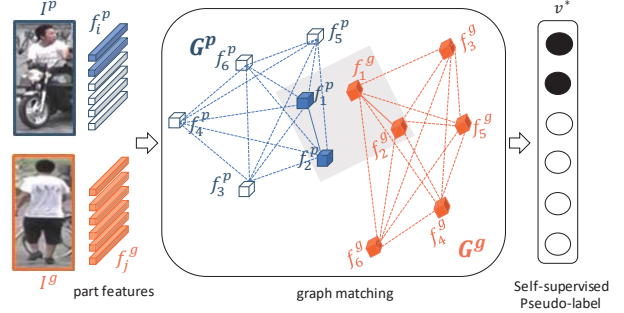 I^p
f_i^p
G^p
f_5^p
f_6^p
f_4^p
f_1^p
f_2^p
f_3^p
f_1^g
f_3^g
f_2^g
f_5^g
f_4^g
f_6^g
G^g
v*
I^g
f_j^g
part features
graph matching
Self-supervised
Pseudo-label